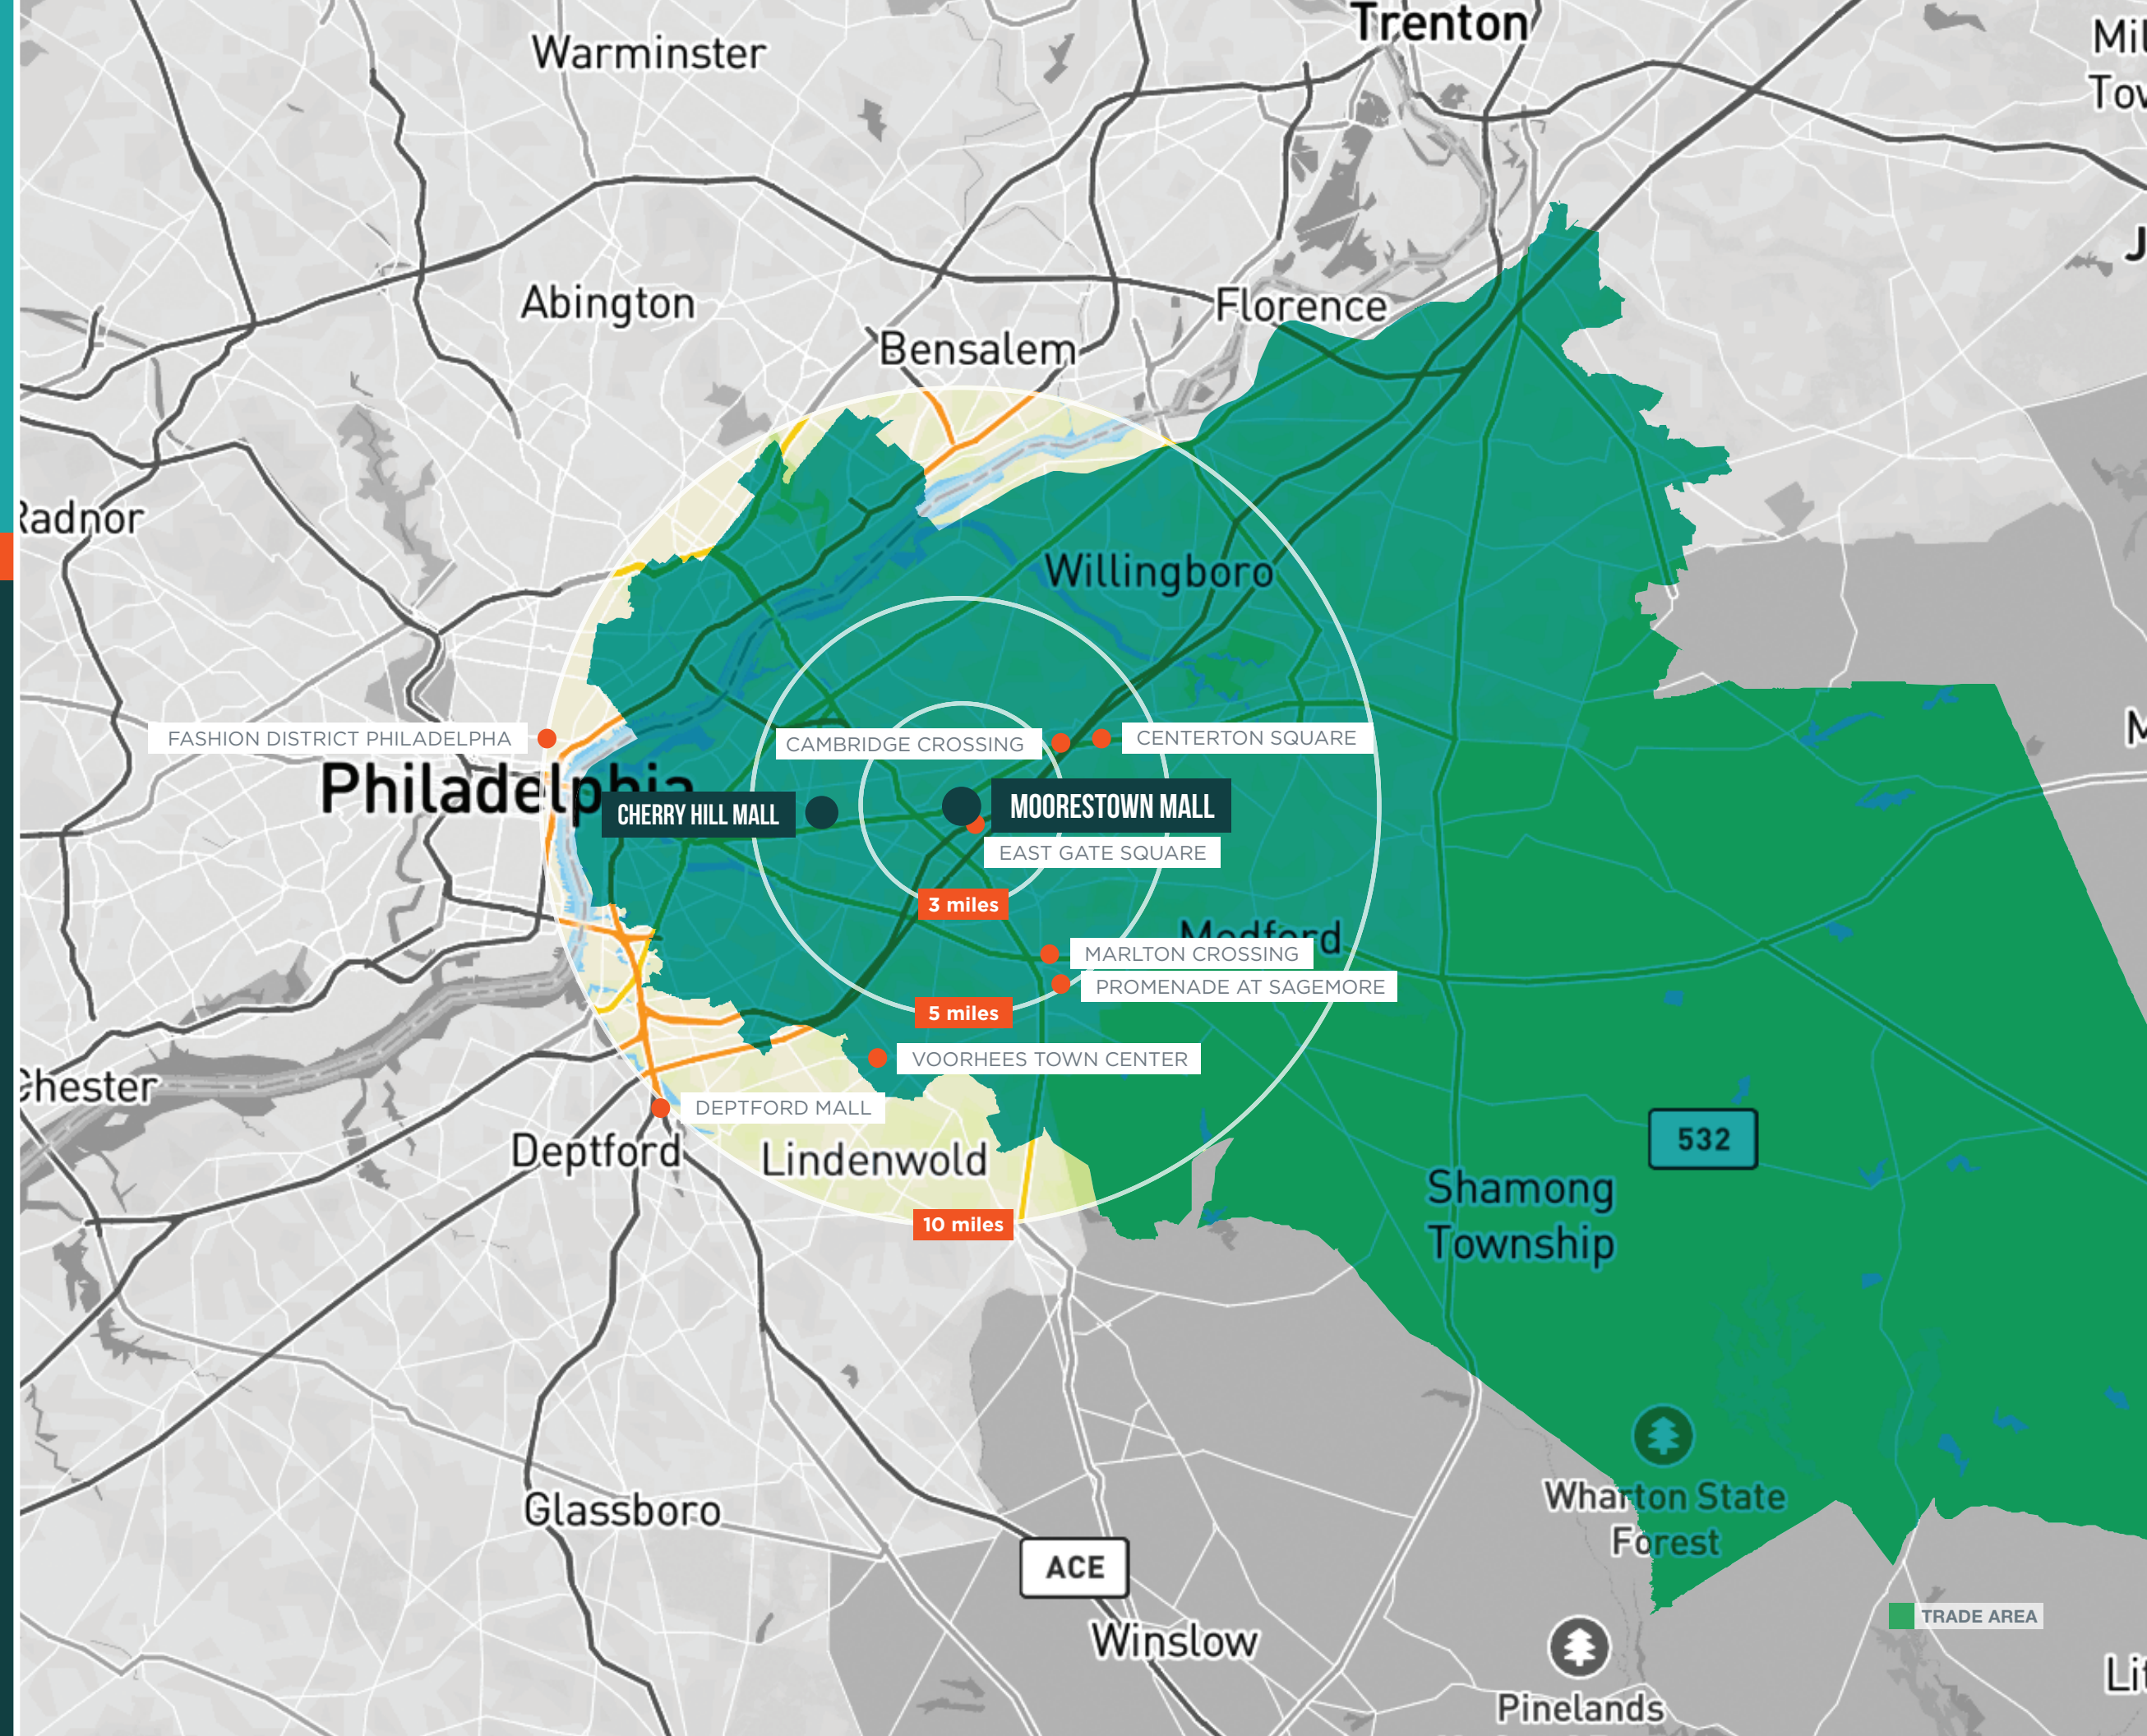 Trenton
Warminster
Abington
Florence
Bensalem
Radnor
Willingboro
FASHION DISTRICT PHILADELPHA
CAMBRIDGE CROSSING
CENTERTON SQUARE
Philadelphia
CHERRY HILL MALL
MOORESTOWN MALL
EAST GATE SQUARE
3 miles
Medford
MARLTON CROSSING
PROMENADE AT SAGEMORE
5 miles
VOORHEES TOWN CENTER
Chester
DEPTFORD MALL
Deptford
Lindenwold
532
Shamong
Township
10 miles
Wharton State
Forest
Glassboro
ACE
TRADE AREA
Winslow
Pinelands